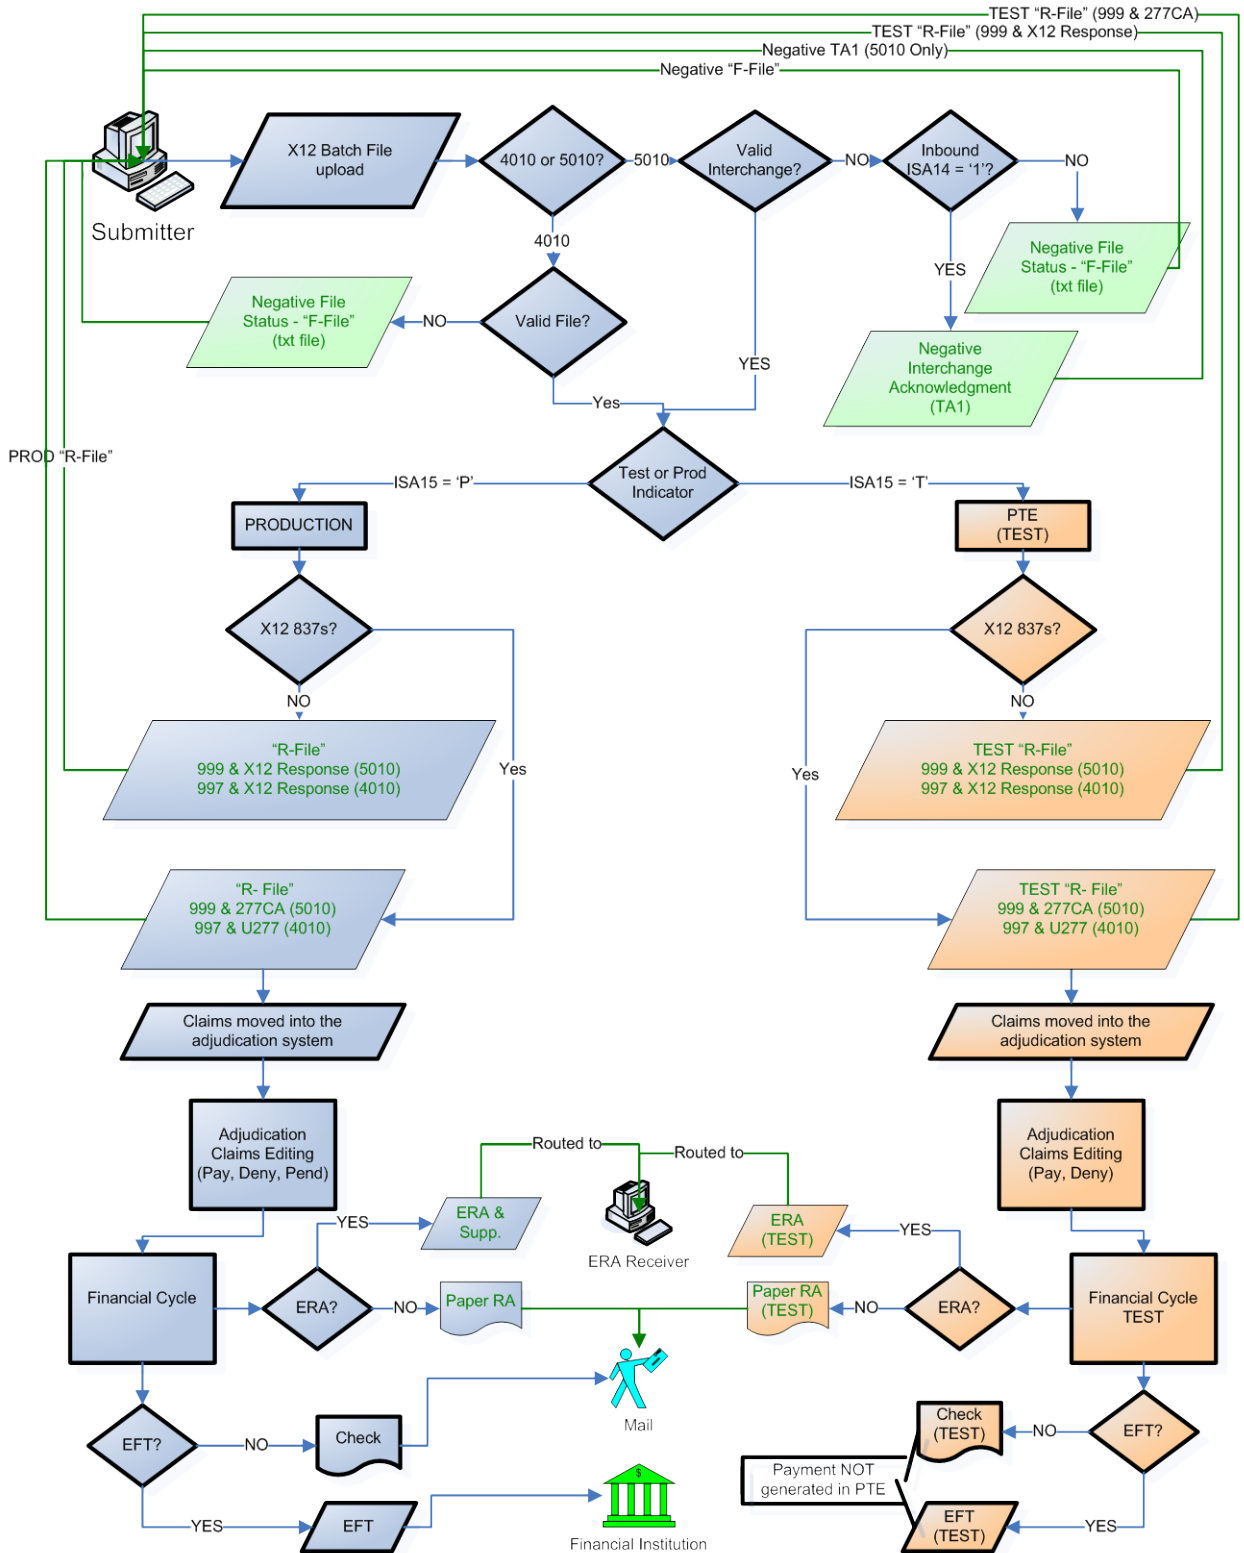 TEST “R-File” (999 & 277CA)
TEST “R-File” (999 & X12 Response)
Negative TA1 (5010 Only)
Negative “F-File”
Submitter
X12 Batch File
upload
4010 or 5010?
5010
Valid
Interchange?
NO
Inbound
ISA14 = ‘1’?
NO
4010
YES
Negative File
Status - “F-File”
(txt file)
Negative File
Status - “F-File”
(txt file)
NO
Valid File?
YES
Negative
Interchange
Acknowledgment
(TA1)
Yes
PROD “R-File”
Test or Prod
Indicator
ISA15 = ‘P’
ISA15 = ‘T’
PRODUCTION
PTE
(TEST)
X12 837s?
X12 837s?
NO
NO
“R-File”
999 & X12 Response (5010)
997 & X12 Response (4010)
Yes
Yes
TEST “R-File”
999 & X12 Response (5010)
997 & X12 Response (4010)
“R- File”
999 & 277CA (5010)
997 & U277 (4010)
TEST “R- File”
999 & 277CA (5010)
997 & U277 (4010)
Claims moved into the
adjudication system
Claims moved into the
adjudication system
Adjudication
Claims Editing
(Pay, Deny, Pend)
Routed to
Routed to
Adjudication
Claims Editing
(Pay, Deny)
YES
ERA &
Supp.
ERA Receiver
ERA
(TEST)
YES
Financial Cycle
ERA?
NO
Paper RA
Paper RA
(TEST)
NO
ERA?
Financial Cycle
TEST
Mail
EFT?
NO
Check
Check
(TEST)
NO
EFT?
Payment NOT
generated in PTE
YES
EFT
Financial Institution
EFT
(TEST)
YES
$